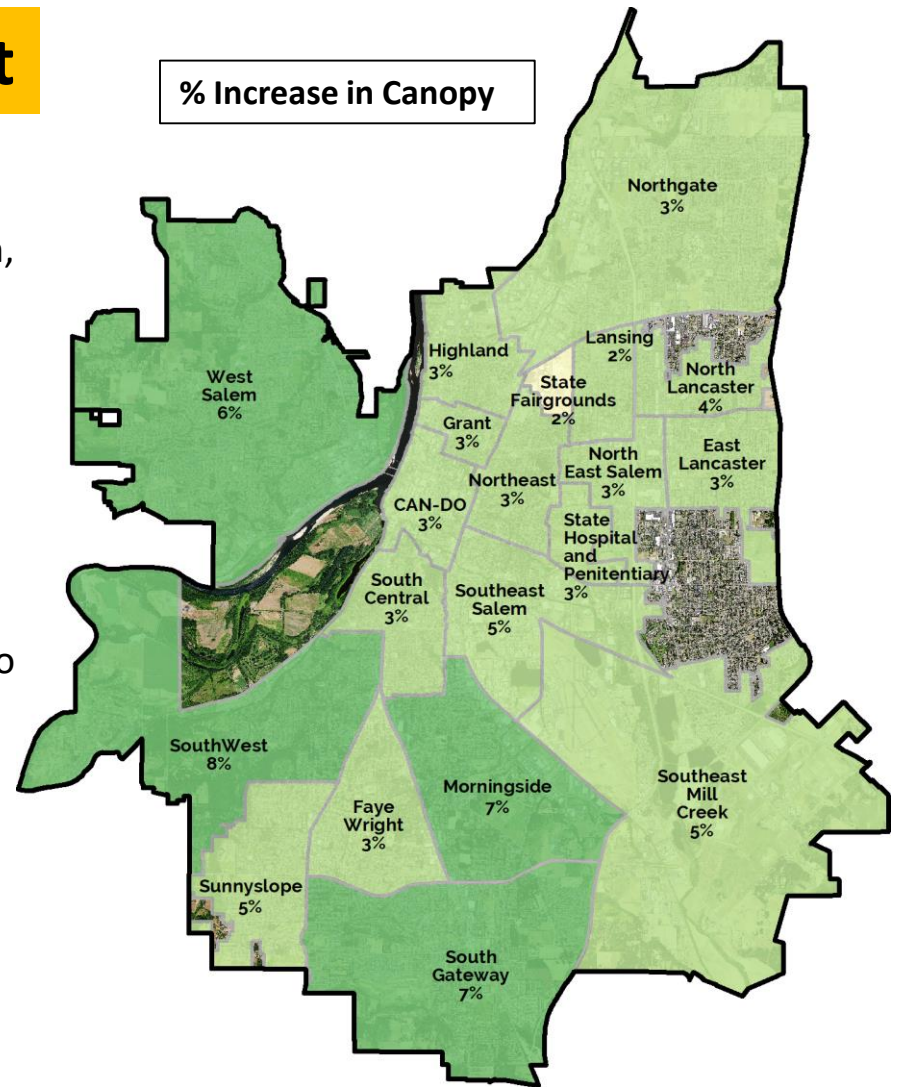 t
% Increase in Canopy
,
o
Northgate
3%
West
Salem
6%
Highland
3%
Lansing
2%
North
Lancaster
4%
State
Fairgrounds
2%
Grant
3%
North
East Salem
3%
East
Lancaster
3%
Northeast
3%
CAN-DO
3%
State
Hospital
and
Penitentiary
3%
South
Central
3%
Southeast
Salem
5%
SouthWest
8%
Morningside
7%
Southeast
Mill
Creek
5%
Faye
Wright
3%
Sunnyslope
5%
South
Gateway
7%